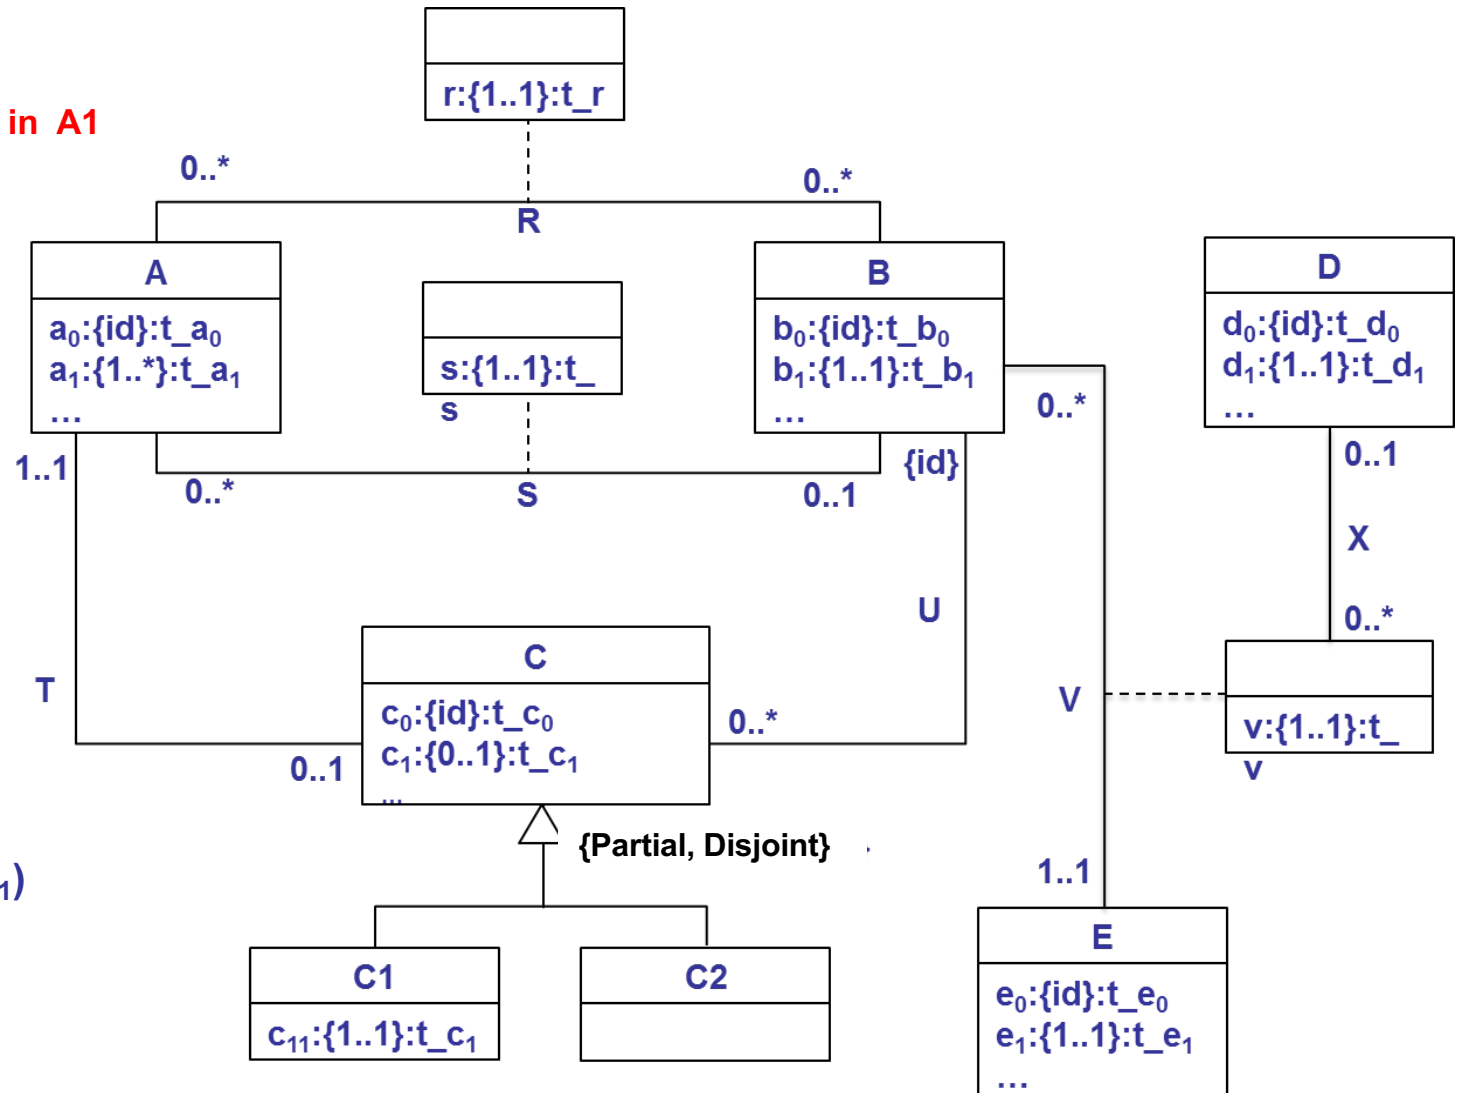 r:{1..1}:t_r
in A1
0..*
0..*
R
A
a₀:{id}:t_a₀
a₁:{1..*}:t_a₁
…
s:{1..1}:t_
s
B
b₀:{id}:t_b₀
b₁:{1..1}:t_b₁
…
D
d₀:{id}:t_d₀
d₁:{1..1}:t_d₁
…
1..1
0..*
S
0..1
{id}
0..*
0..1
X
0..*
T
U
V
v:{1..1}:t_
v
C
c₀:{id}:t_c₀
c₁:{0..1}:t_c₁
...
0..1
0..*
{Partial, Disjoint}
₁)
1..1
C1
c₁₁:{1..1}:t_c₁
C2
E
e₀:{id}:t_e₀
e₁:{1..1}:t_e₁
…